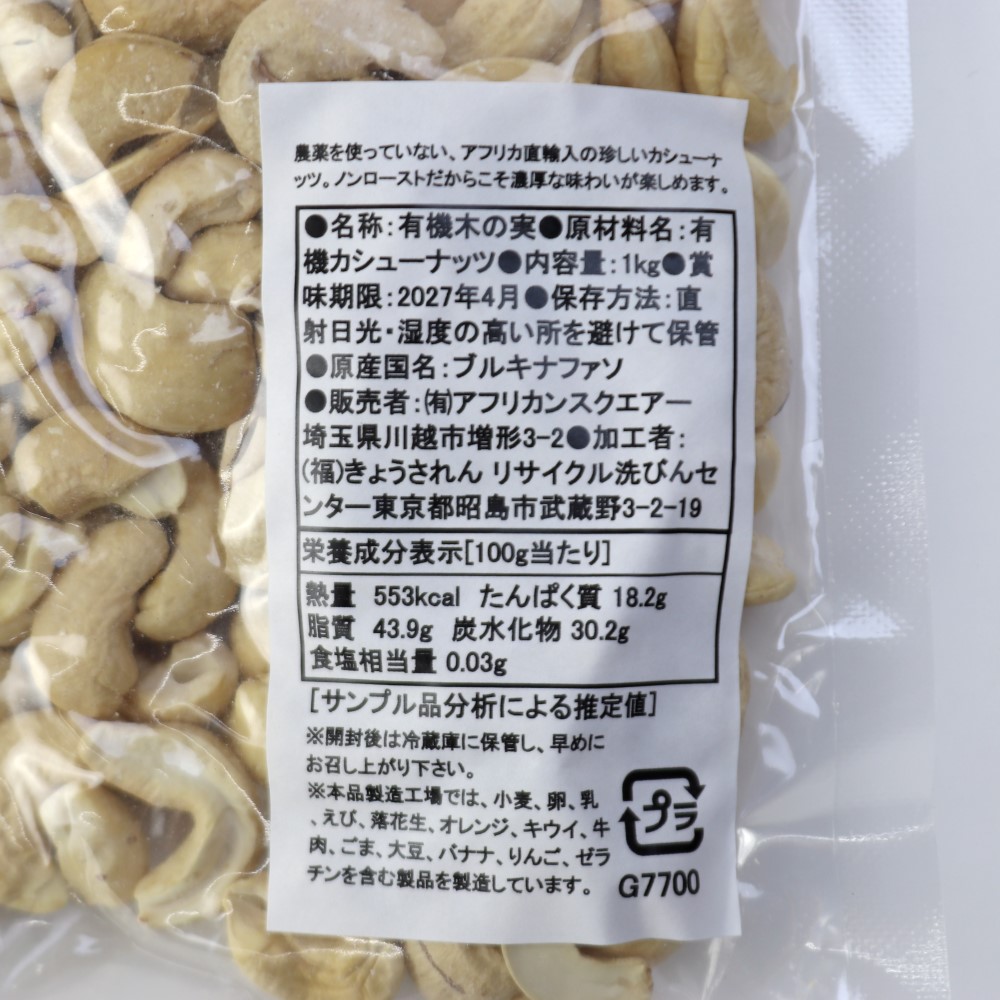 農薬を使っていない、アフリカ直輸入の珍しいカシューナ
ッツ。ノンローストだからこそ濃厚な味わいが楽しめます。
●名称:有機木の実●原材料名:有
機カシューナッツ●内容量:1kg●賞
味期限:2027年4月●保存方法:直
射日光・湿度の高い所を避けて保管
●原産国名:ブルキナファソ
●販売者:㈲アフリカンスクエアー
埼玉県川越市増形3-2●加工者:
(福)きょうされん リサイクル洗びんセ
ンター東京都昭島市武蔵野3-2-19
栄養成分表示[100g当たり]
熱量 553kcal たんぱく質 18.2g
脂質 43.9g 炭水化物 30.2g
食塩相当量 0.03g
[サンプル品分析による推定値]
※開封後は冷蔵庫に保管し、早めに
お召し上がり下さい。
※本品製造工場では、小麦、卵、乳
、えび、落花生、オレンジ、キウイ、牛
肉、ごま、大豆、バナナ、りんご、ゼラ
チンを含む製品を製造しています。
プラ
G7700